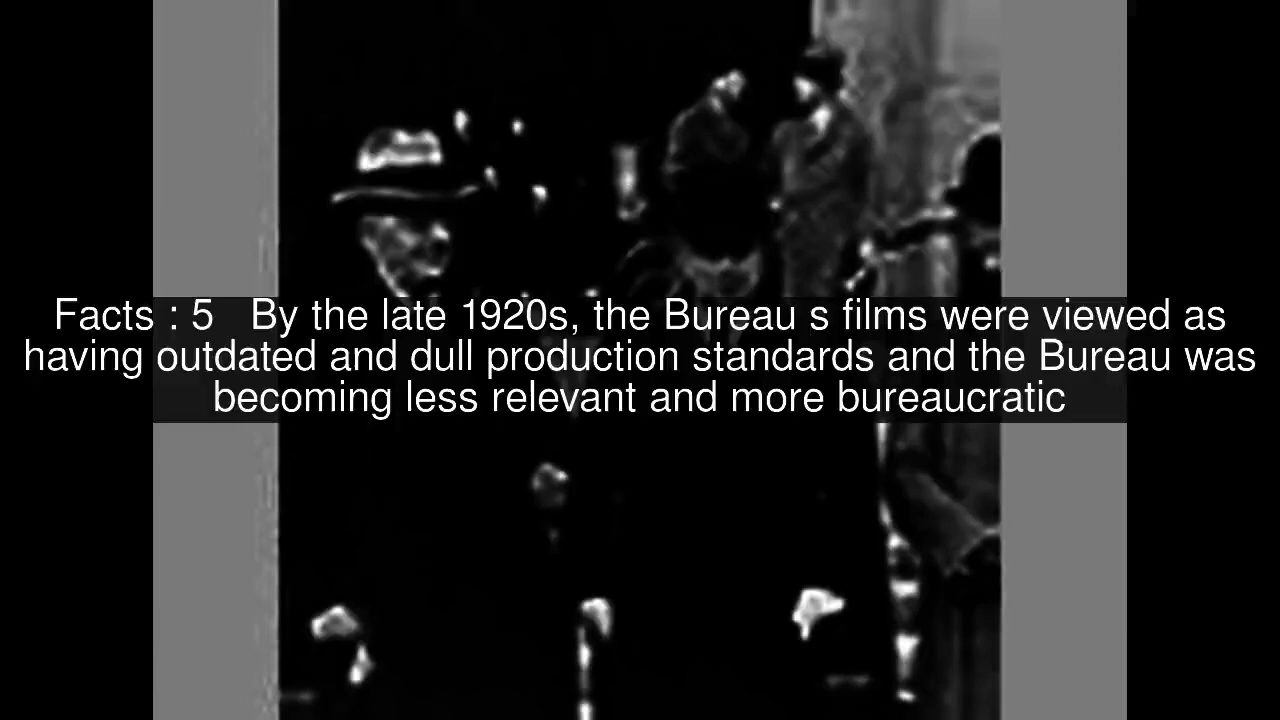 Facts : 5   By the late 1920s, the Bureau s films were viewed as
having outdated and dull production standards and the Bureau was
becoming less relevant and more bureaucratic